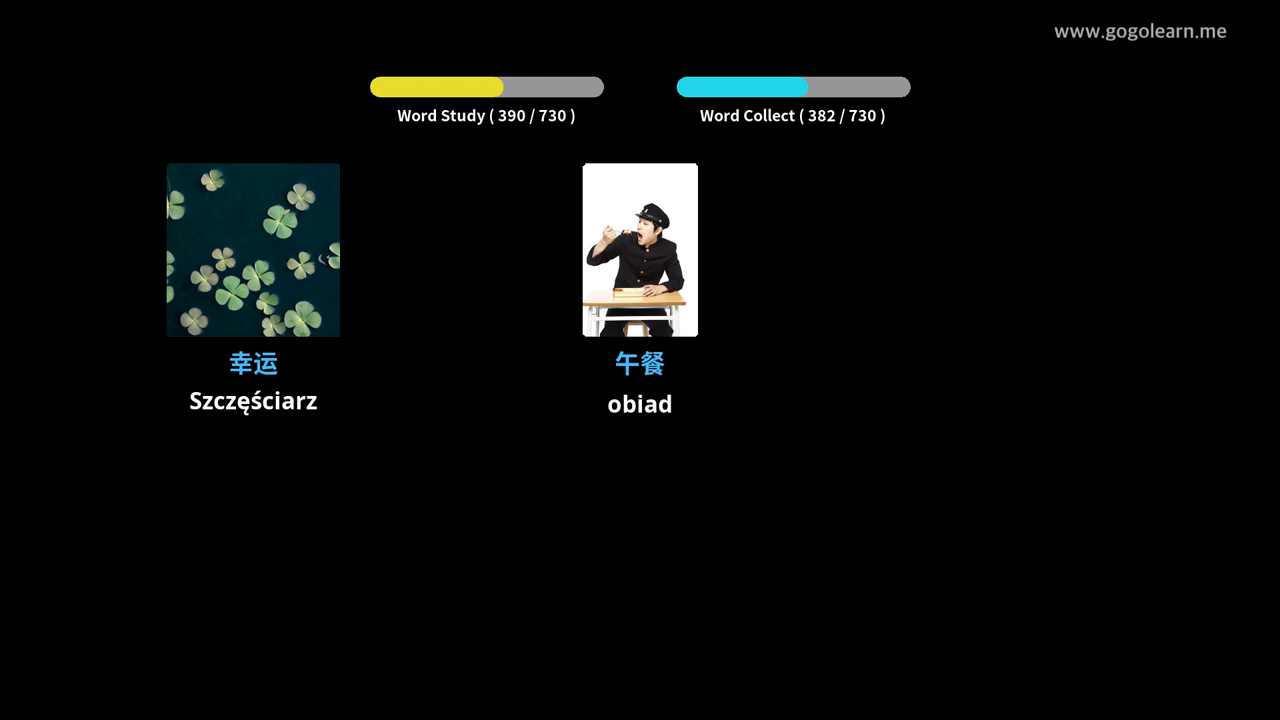 www.gogolearn.me
Word Study ( 390 / 730 )
Word Collect ( 382 / 730 )
幸运
Szczęściarz
午餐
obiad